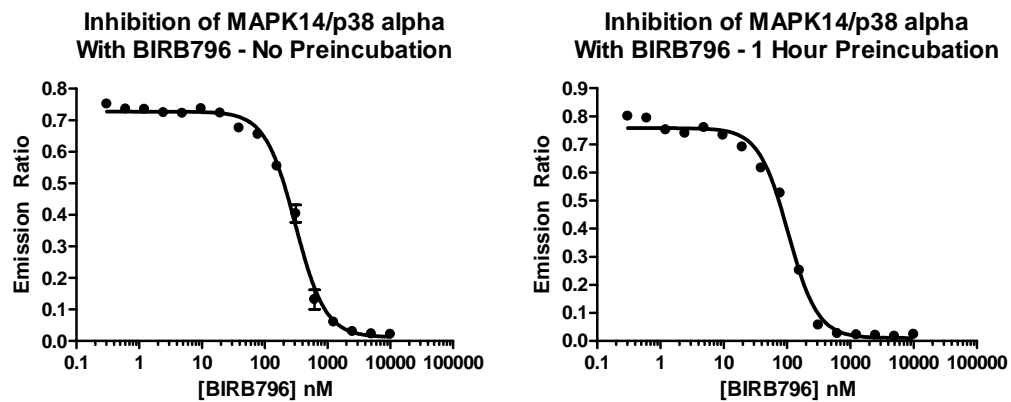 Inhibition of MAPK14/p38 alpha
With BIRB796 - No Preincubation
0.8
0.7
0.6
0.5
0.4
0.3
0.2
0.1
0.0
Emission Ratio
0.1 1 10 100 1000 10000 100000
[BIRB796] nM
Inhibition of MAPK14/p38 alpha
With BIRB796 - 1 Hour Preincubation
0.9
0.8
0.7
0.6
0.5
0.4
0.3
0.2
0.1
0.0
Emission Ratio
0.1 1 10 100 1000 10000 100000
[BIRB796] nM